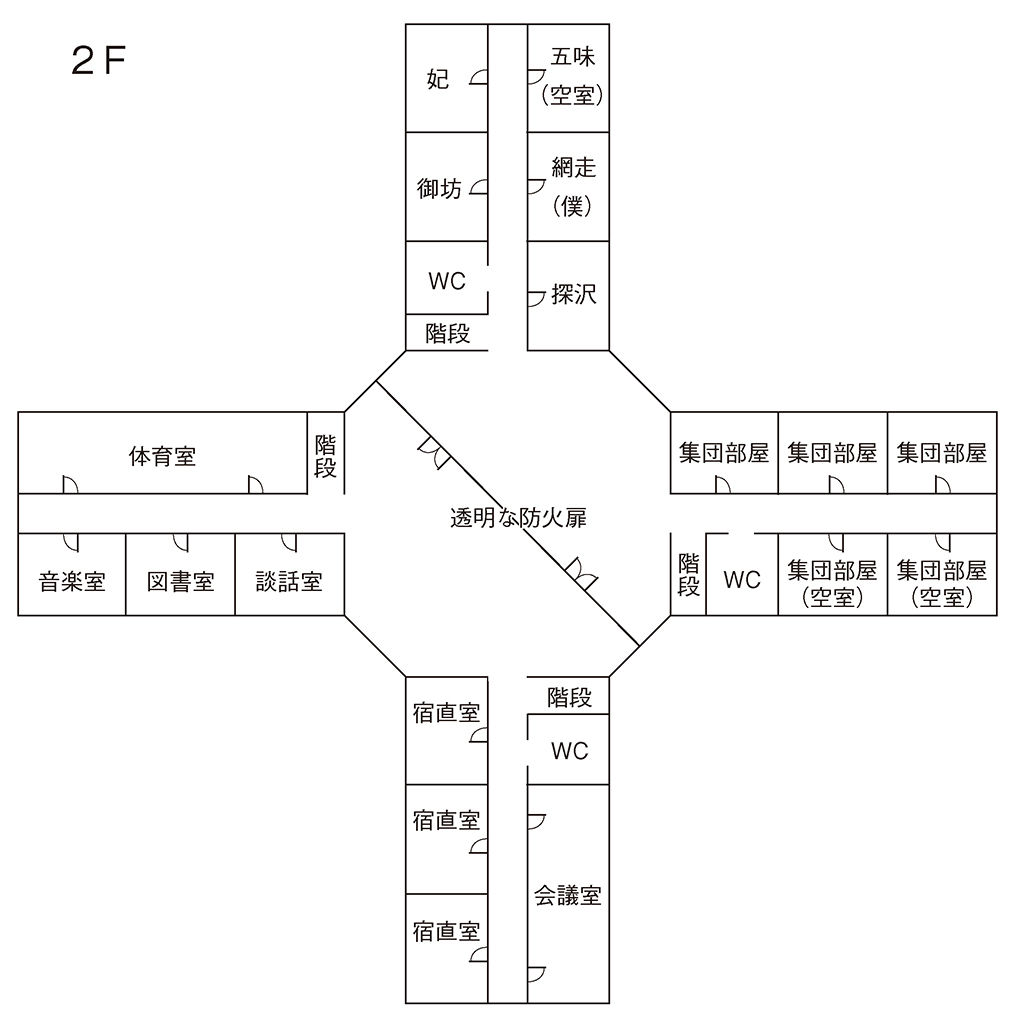 ２Ｆ
妃
五味
（空室）
御坊
網走
（僕）
WC
探沢
階段
体育室
階段
集団部屋
集団部屋
集団部屋
透明な防火扉
音楽室
図書室
談話室
階段
WC
集団部屋
（空室）
集団部屋
（空室）
宿直室
階段
WC
宿直室
会議室
宿直室